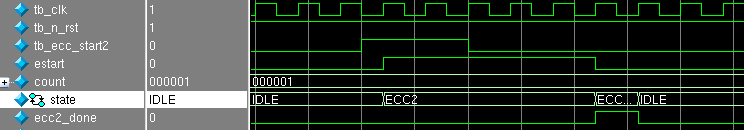 tb_clk 1
tb_n_rst 1
tb_ecc_start2 0
estart 0
count 000001 000001
state IDLE IDLE ECC2 ECC... IDLE
ecc2_done 0